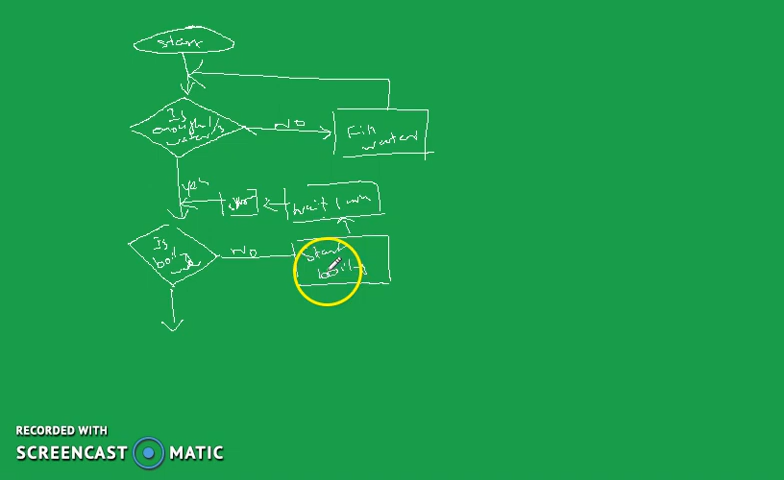 start
Is
enough
water
NO
Fill
water
yes
wait 1 min
Is
boil
NO
start
boil
RECORDED WITH
SCREENCAST MATIC